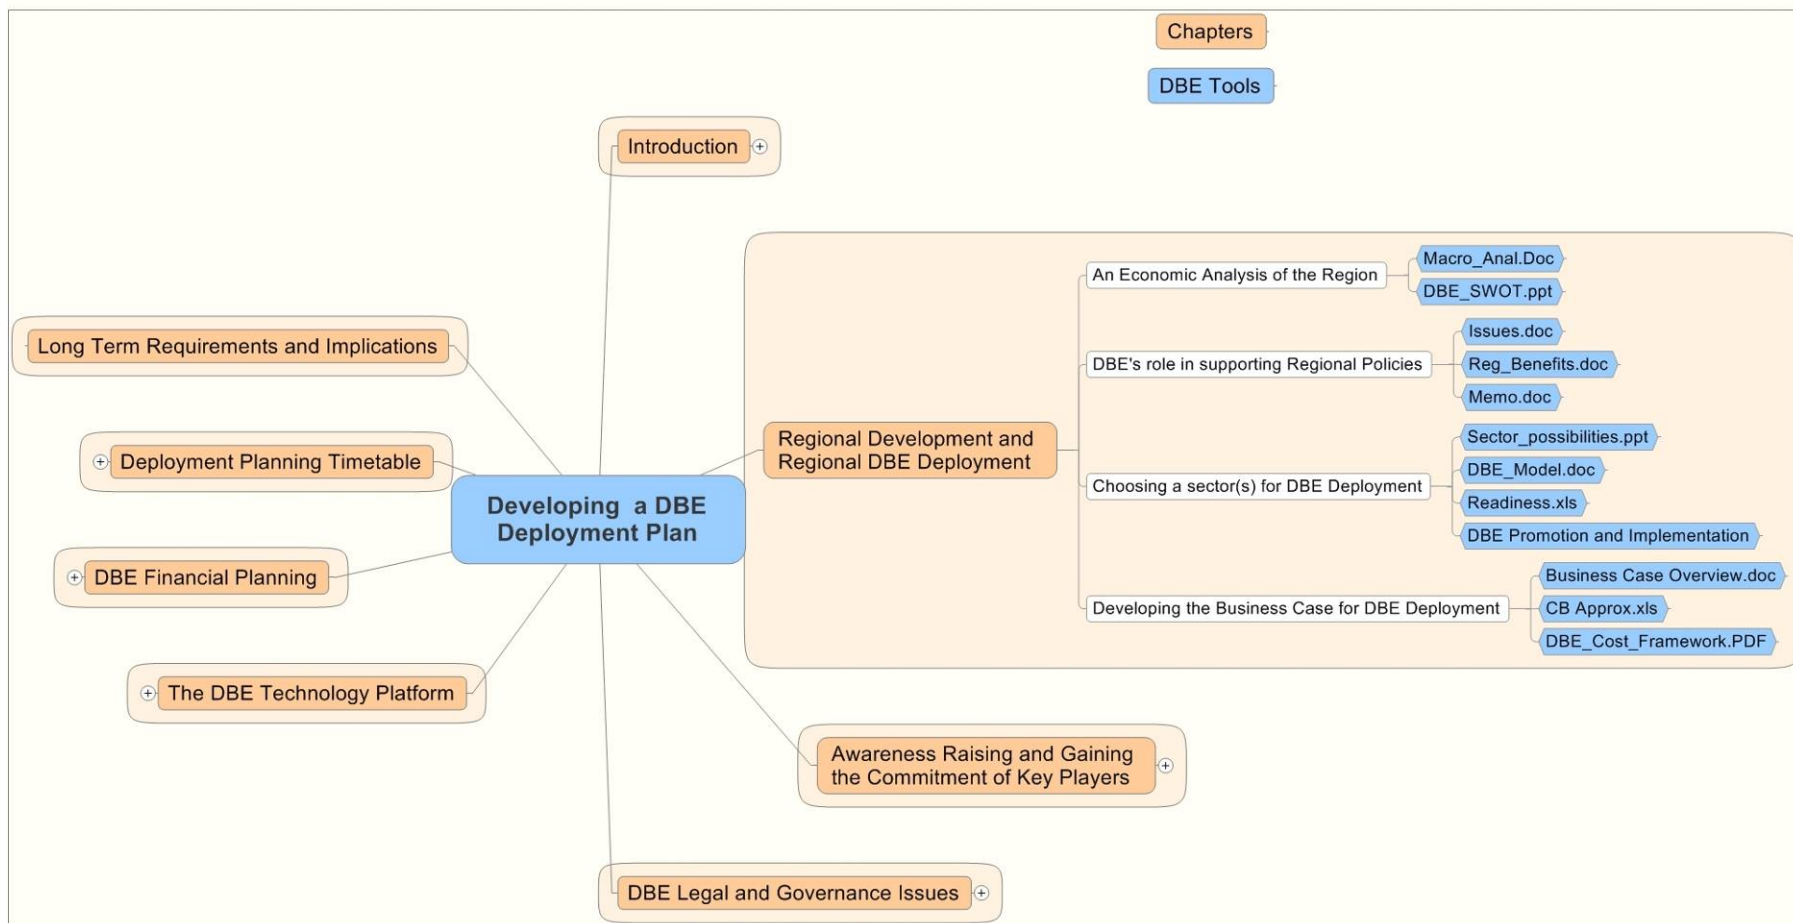 Chapters
DBE Tools
Introduction
Long Term Requirements and Implications
Deployment Planning Timetable
DBE Financial Planning
The DBE Technology Platform
Developing a DBE
Deployment Plan
Regional Development and
Regional DBE Deployment
An Economic Analysis of the Region
Macro_Anal.Doc
DBE_SWOT.ppt
DBE's role in supporting Regional Policies
Issues.doc
Reg_Benefits.doc
Memo.doc
Choosing a sector(s) for DBE Deployment
Sector_possibilities.ppt
DBE_Model.doc
Readiness.xls
DBE Promotion and Implementation
Developing the Business Case for DBE Deployment
Business Case Overview.doc
CB Approx.xls
DBE_Cost_Framework.PDF
Awareness Raising and Gaining
the Commitment of Key Players
DBE Legal and Governance Issues